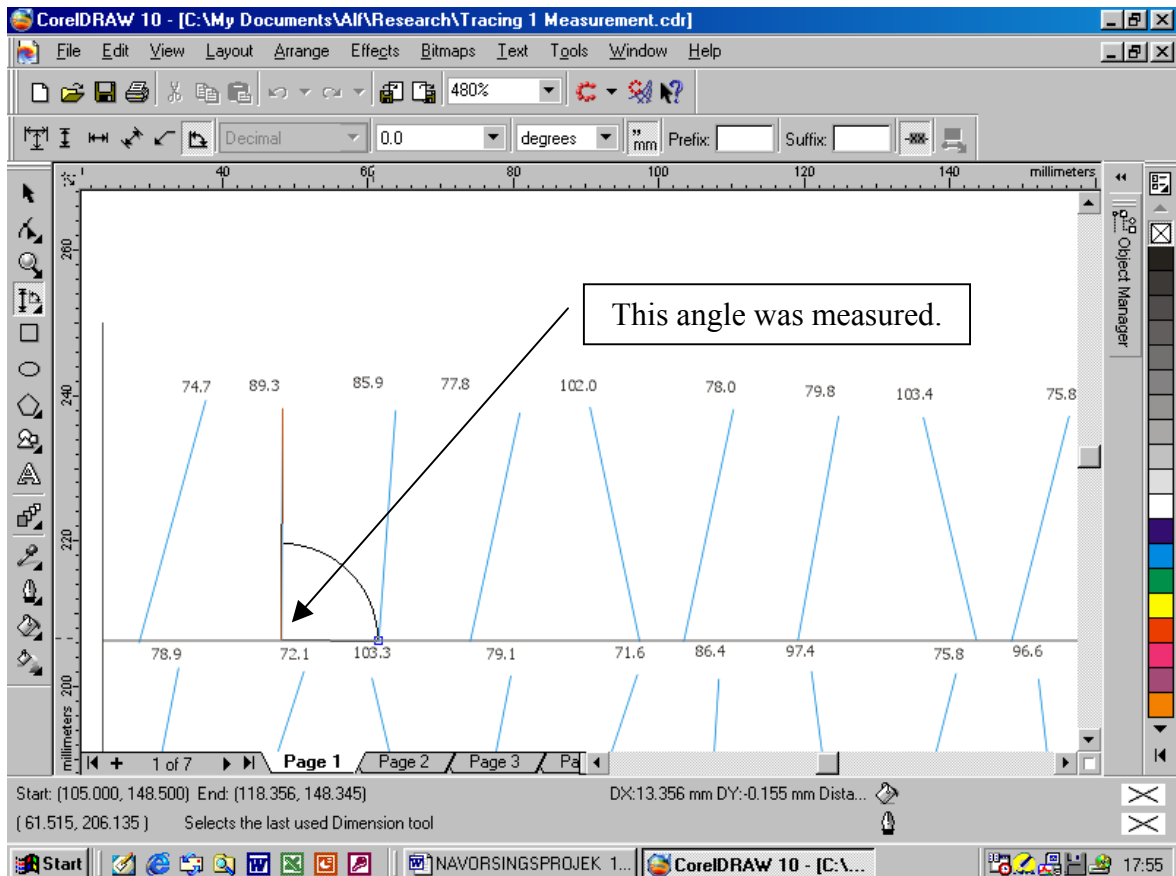 CorelDRAW 10 - [C:\My Documents\Alf\Research\Tracing 1 Measurement.cdr]
File Edit View Layout Arrange Effects Bitmaps Text Tools Window Help
480%
Decimal 0.0 degrees " mm Prefix: Suffix:
40 60 80 100 120 140 millimeters
Object Manager
260
This angle was measured.
240
74.7 89.3 85.9 77.8 102.0 78.0 79.8 103.4 75.8
220
78.9 72.1 103.3 79.1 71.6 86.4 97.4 75.8 96.6
200
millimeters
1 of 7 Page 1 Page 2 Page 3 Pa
Start: (105.000, 148.500) End: (118.356, 148.345) DX:13.356 mm DY:-0.155 mm Dista...
( 61.515, 206.135 ) Selects the last used Dimension tool
Start NAVORSINGSPROJEK 1... CorelDRAW 10 - [C:\... 17:55